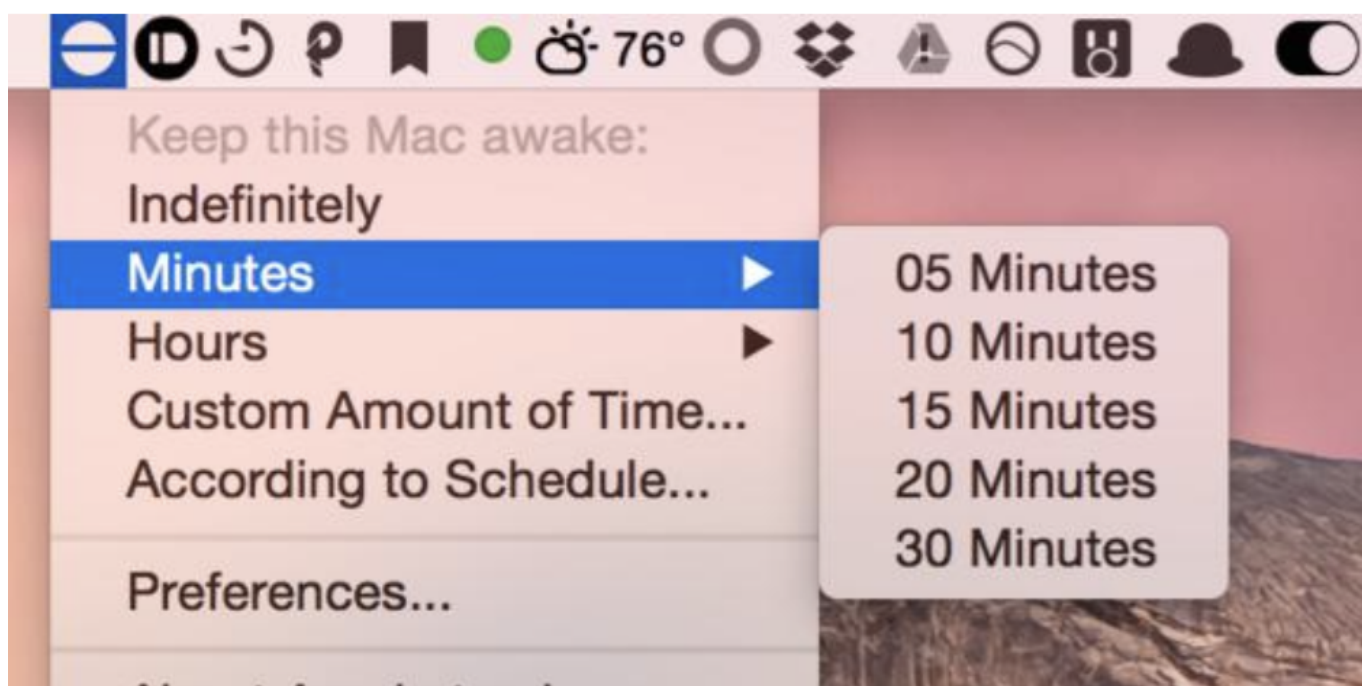 76°
Keep this Mac awake:
Indefinitely
Minutes
05 Minutes
Hours
10 Minutes
Custom Amount of Time...
15 Minutes
According to Schedule...
20 Minutes
30 Minutes
Preferences...